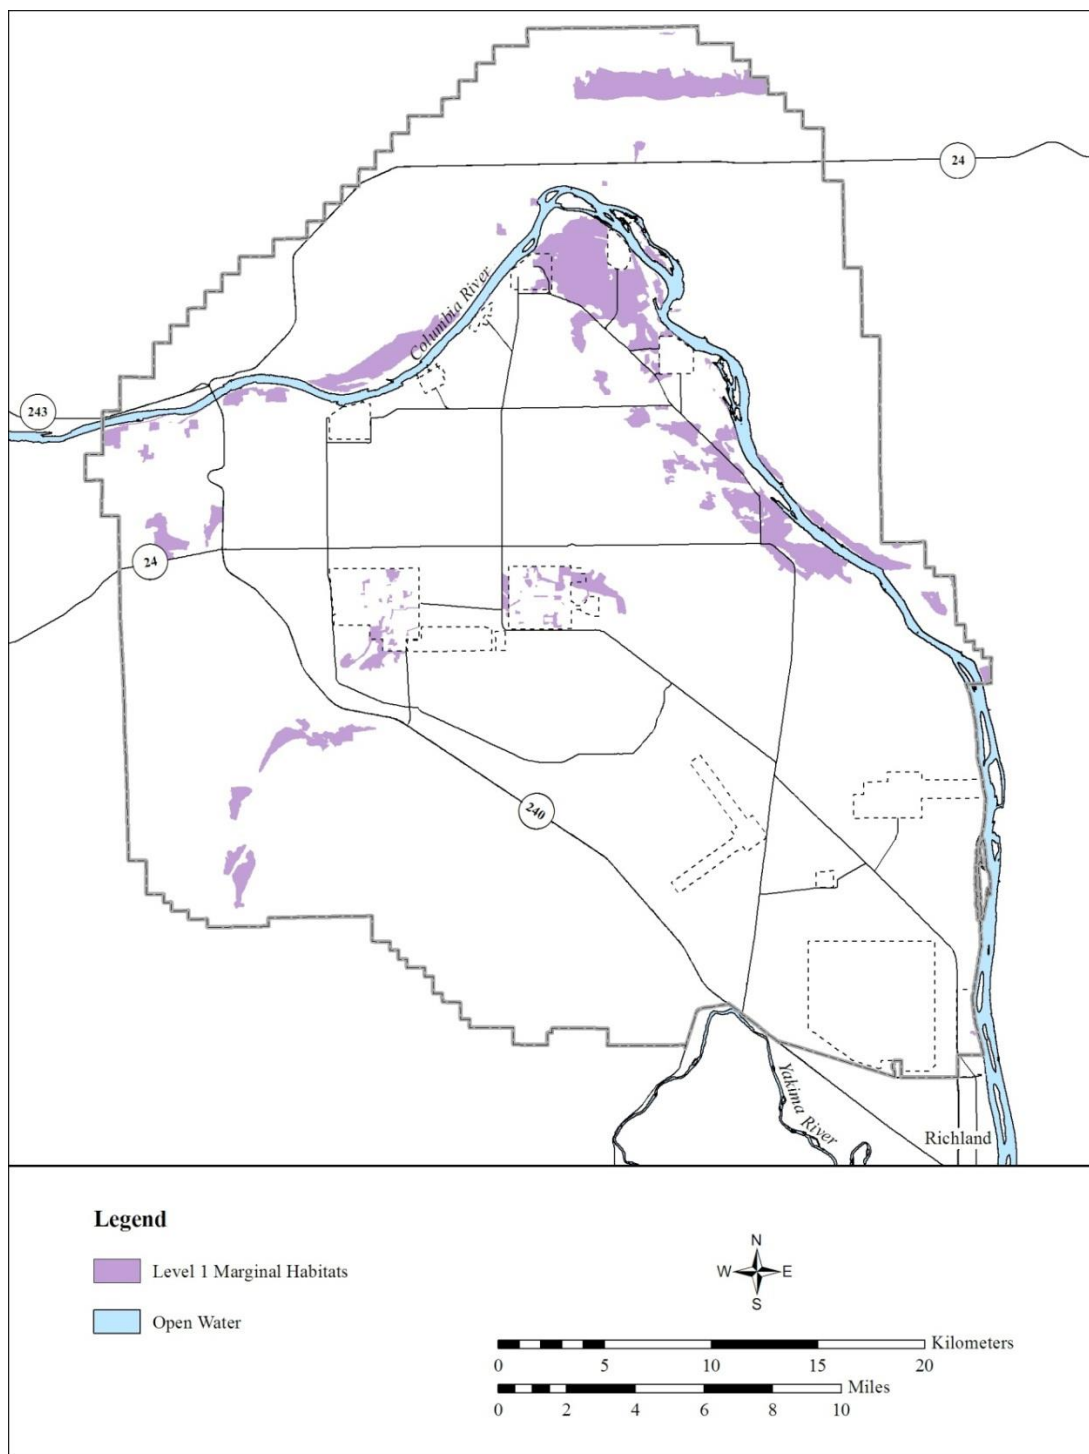 24
Columbia River
243
24
240
Yakima River
Richland
Legend
Level 1 Marginal Habitats
Open Water
N
W E
S
Kilometers
0 5 10 15 20
Miles
0 2 4 6 8 10